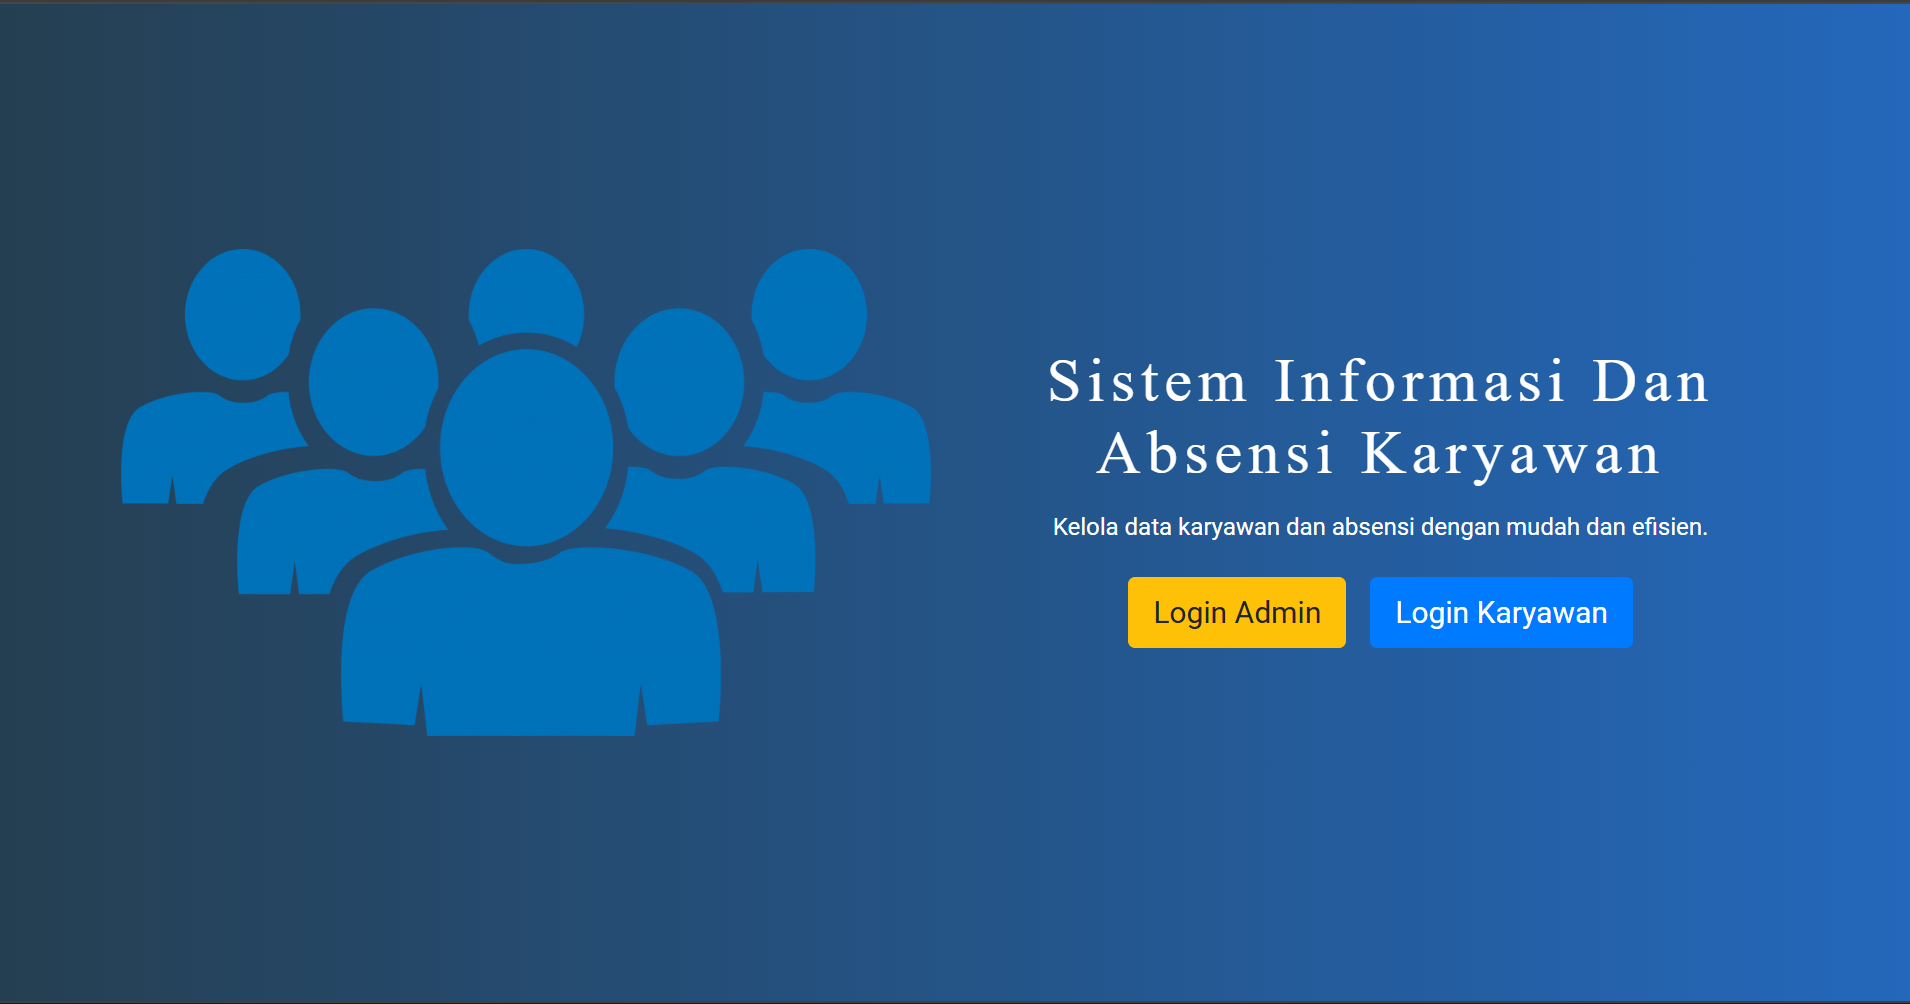 Sistem Informasi Dan
Absensi Karyawan
Kelola data karyawan dan absensi dengan mudah dan efisien.
Login Admin
Login Karyawan